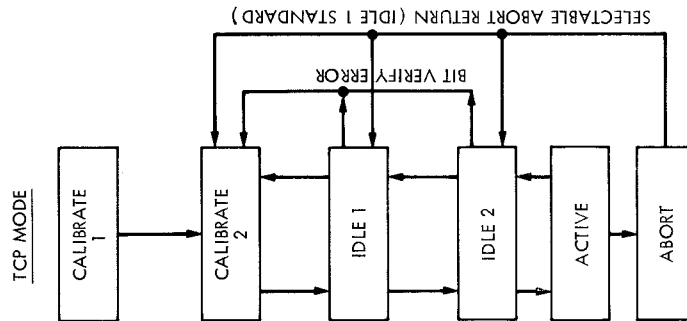 TCP MODE
CALIBRATE
1
CALIBRATE
2
IDLE 1
IDLE 2
ACTIVE
ABORT
BIT VERIFY ERROR
SELECTABLE ABORT RETURN (IDLE 1 STANDARD)